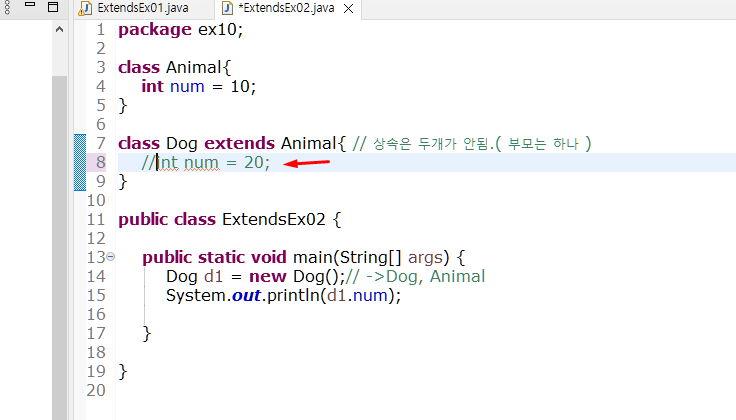 ExtendsEx01.java
*ExtendsEx02.java
1 package ex10;
2
3 class Animal{
4 int num = 10;
5 }
6
7 class Dog extends Animal{ // 상속은 두개가 안됨.( 부모는 하나 )
8 //int num = 20;
9 }
10
11 public class ExtendsEx02 {
12
13 public static void main(String[] args) {
14 Dog d1 = new Dog();// ->Dog, Animal
15 System.out.println(d1.num);
16
17 }
18
19 }
20